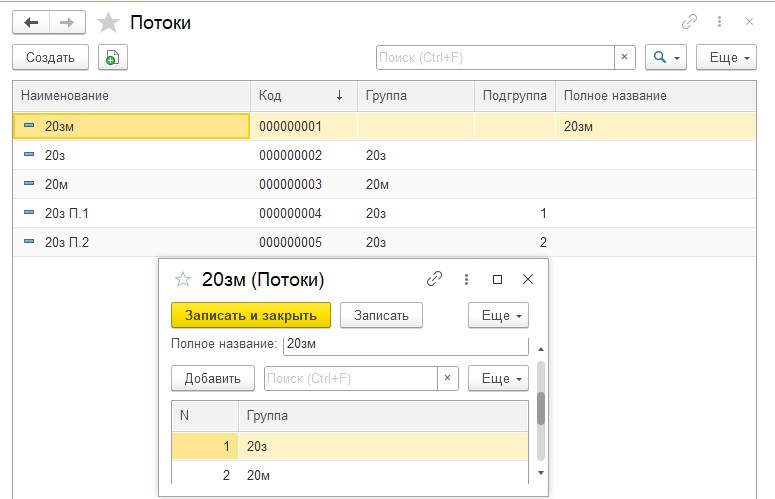 Потоки
Создать Поиск (Ctrl+F) × Еще
Наименование Код ↓ Группа Подгруппа Полное название
20зм 000000001 20зм
20з 000000002 20з
20м 000000003 20м
20з П.1 000000004 20з 1
20з П.2 000000005 20з 2
20зм (Потоки)
Записать и закрыть Записать Еще
Полное название: 20зм
Добавить Поиск (Ctrl+F) × Еще
N Группа
1 20з
2 20м